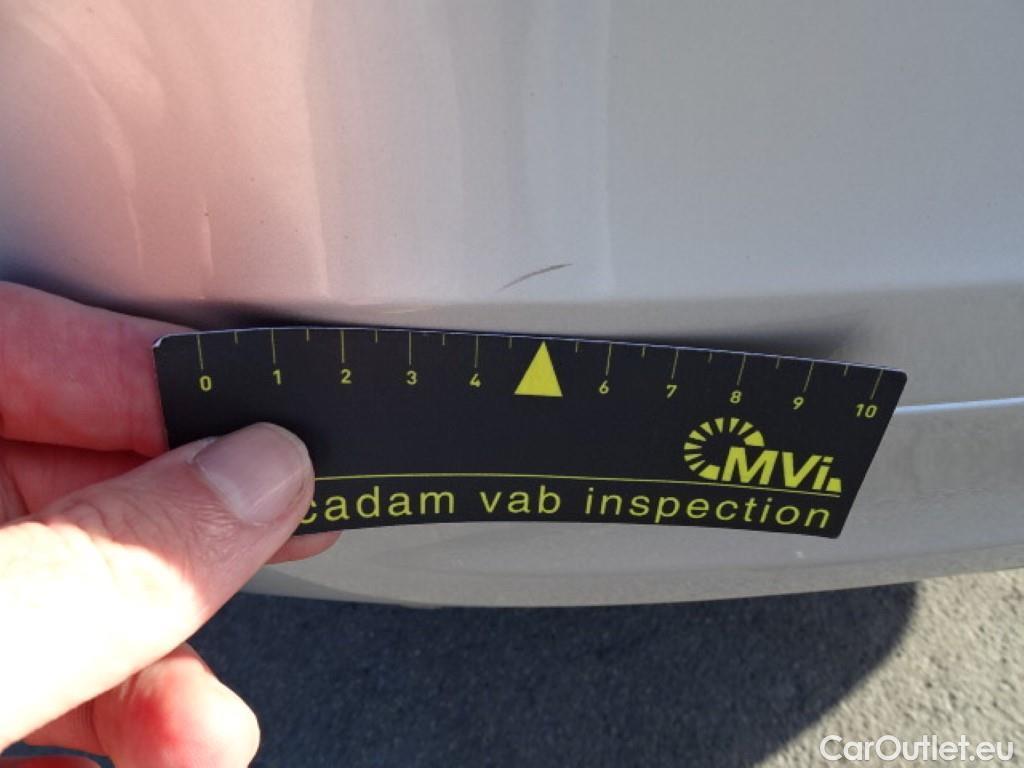 0 1 2 3 4 6 7 8 9 10
MVi
cadam vab inspection
CarOutlet.eu